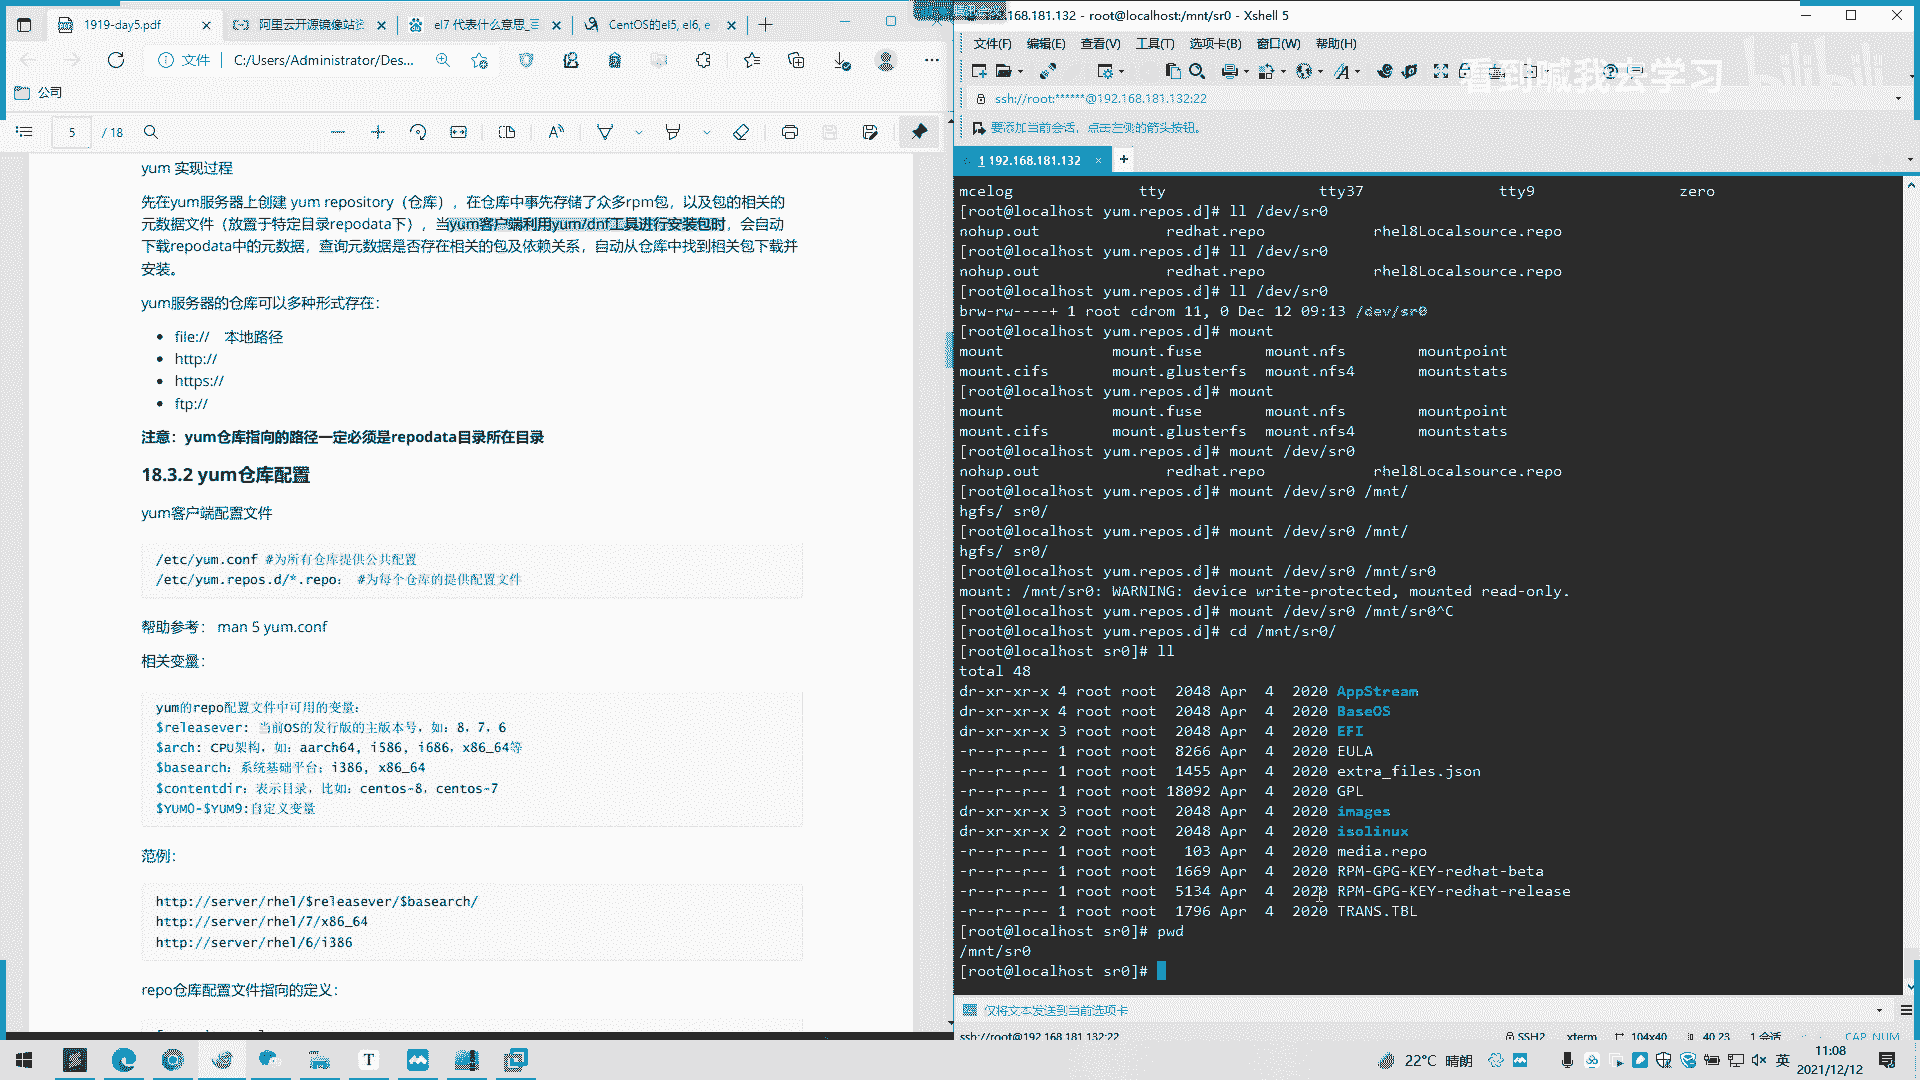 1919-day5.pdf
阿里云开源镜像站资
el7 代表什么意思_三
CentOS的el5, el6, e
文件
C:/Users/Administrator/Des...
公司
5 / 18
yum 实现过程
先在yum服务器上创建 yum repository（仓库），在仓库中事先存储了众多rpm包，以及包的相关的
元数据文件（放置于特定目录repodata下），当yum客户端利用yum/dnf工具进行安装包时，会自动
下载repodata中的元数据，查询元数据是否存在相关的包及依赖关系，自动从仓库中找到相关包下载并
安装。
yum服务器的仓库可以多种形式存在：
file:// 本地路径
http://
https://
ftp://
注意：yum仓库指向的路径一定必须是repodata目录所在目录
18.3.2 yum仓库配置
yum客户端配置文件
/etc/yum.conf #为所有仓库提供公共配置
/etc/yum.repos.d/*.repo： #为每个仓库的提供配置文件
帮助参考： man 5 yum.conf
相关变量：
yum的repo配置文件中可用的变量：
$releasever: 当前OS的发行版的主版本号，如：8，7，6
$arch: CPU架构，如：aarch64, i586, i686，x86_64等
$basearch：系统基础平台；i386, x86_64
$contentdir：表示目录，比如：centos-8，centos-7
$YUM0-$YUM9:自定义变量
范例：
http://server/rhel/$releasever/$basearch/
http://server/rhel/7/x86_64
http://server/rhel/6/i386
repo仓库配置文件指向的定义：
192.168.181.132 - root@localhost:/mnt/sr0 - Xshell 5
文件(F) 编辑(E) 查看(V) 工具(T) 选项卡(B) 窗口(W) 帮助(H)
看到喊我去学习
bilibili
ssh://root:******@192.168.181.132:22
要添加当前会话，点击左侧的箭头按钮。
1 192.168.181.132
mcelog tty tty37 tty9 zero
[root@localhost yum.repos.d]# ll /dev/sr0
nohup.out redhat.repo rhel8Localsource.repo
[root@localhost yum.repos.d]# ll /dev/sr0
nohup.out redhat.repo rhel8Localsource.repo
[root@localhost yum.repos.d]# ll /dev/sr0
brw-rw----+ 1 root cdrom 11, 0 Dec 12 09:13 /dev/sr0
[root@localhost yum.repos.d]# mount
mount mount.fuse mount.nfs mountpoint
mount.cifs mount.glusterfs mount.nfs4 mountstats
[root@localhost yum.repos.d]# mount
mount mount.fuse mount.nfs mountpoint
mount.cifs mount.glusterfs mount.nfs4 mountstats
[root@localhost yum.repos.d]# mount /dev/sr0
nohup.out redhat.repo rhel8Localsource.repo
[root@localhost yum.repos.d]# mount /dev/sr0 /mnt/
hgfs/ sr0/
[root@localhost yum.repos.d]# mount /dev/sr0 /mnt/
hgfs/ sr0/
[root@localhost yum.repos.d]# mount /dev/sr0 /mnt/sr0
mount: /mnt/sr0: WARNING: device write-protected, mounted read-only.
[root@localhost yum.repos.d]# mount /dev/sr0 /mnt/sr0^C
[root@localhost yum.repos.d]# cd /mnt/sr0/
[root@localhost sr0]# ll
total 48
dr-xr-xr-x 4 root root 2048 Apr 4 2020 AppStream
dr-xr-xr-x 4 root root 2048 Apr 4 2020 BaseOS
dr-xr-xr-x 3 root root 2048 Apr 4 2020 EFI
-r--r--r-- 1 root root 8266 Apr 4 2020 EULA
-r--r--r-- 1 root root 1455 Apr 4 2020 extra_files.json
-r--r--r-- 1 root root 18092 Apr 4 2020 GPL
dr-xr-xr-x 3 root root 2048 Apr 4 2020 images
dr-xr-xr-x 2 root root 2048 Apr 4 2020 isolinux
-r--r--r-- 1 root root 103 Apr 4 2020 media.repo
-r--r--r-- 1 root root 1669 Apr 4 2020 RPM-GPG-KEY-redhat-beta
-r--r--r-- 1 root root 5134 Apr 4 2020 RPM-GPG-KEY-redhat-release
-r--r--r-- 1 root root 1796 Apr 4 2020 TRANS.TBL
[root@localhost sr0]# pwd
/mnt/sr0
[root@localhost sr0]#
仅将文本发送到当前选项卡
ssh://root@192.168.181.132:22 SSH2 xterm 104x40 40,23 1 会话 CAP NUM
22°C 晴朗 英 11:08
2021/12/12